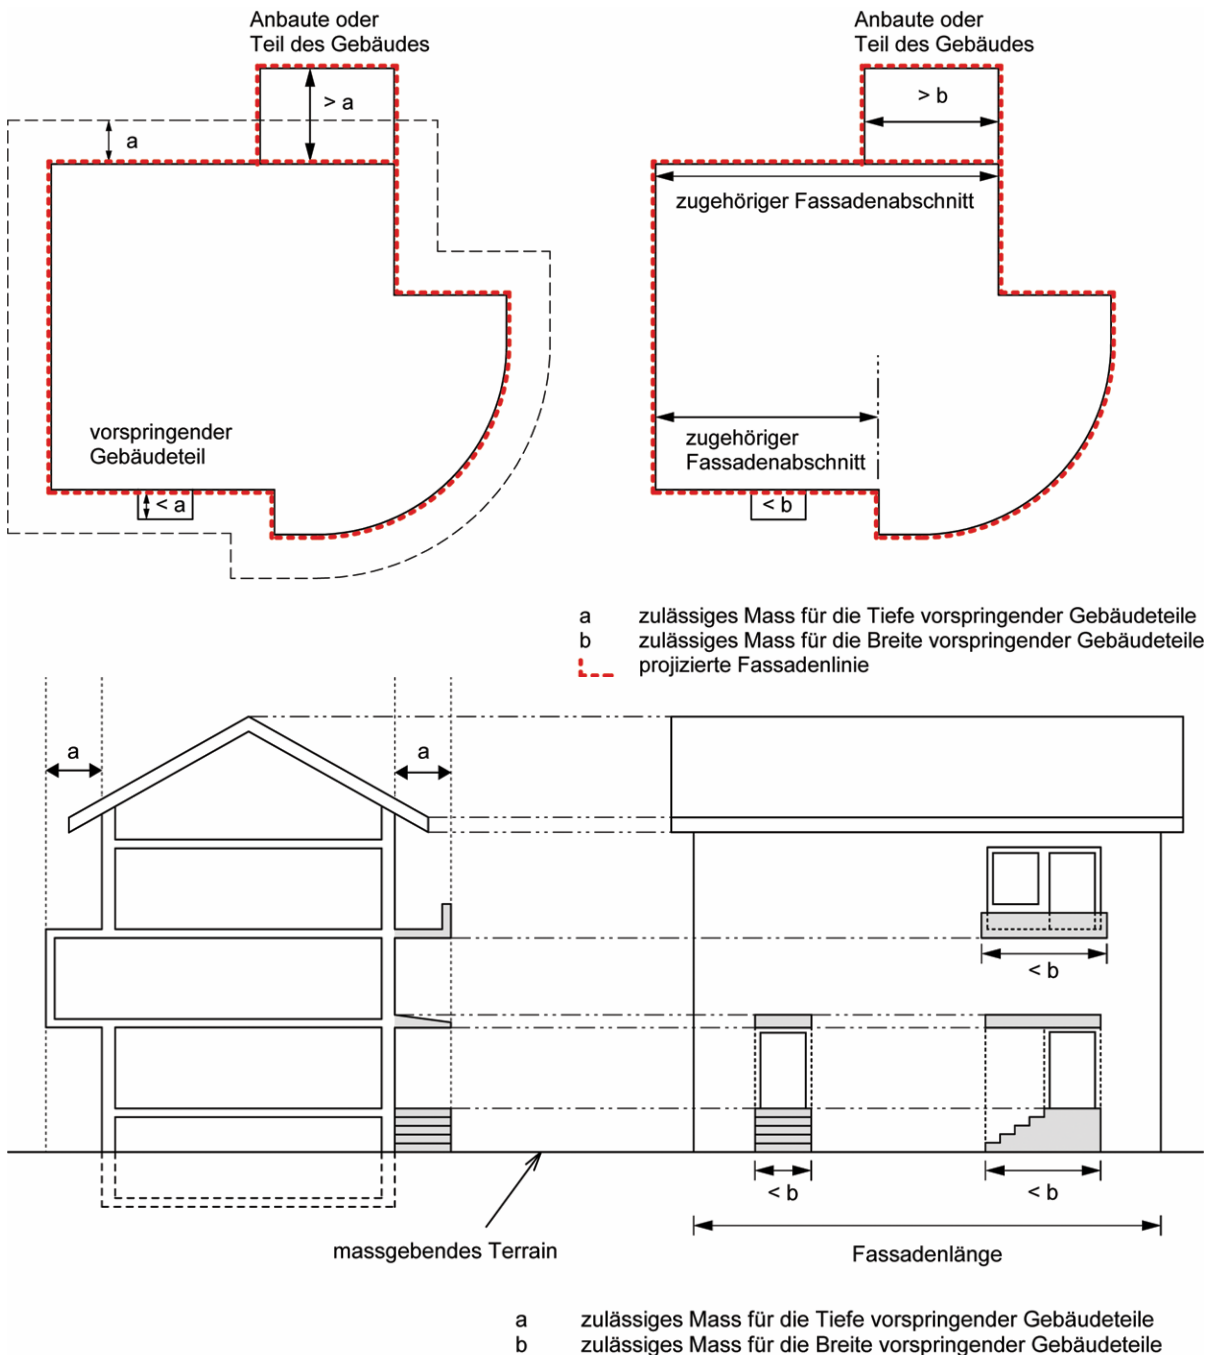 Anbaute oder
Teil des Gebäudes
> a
a
vorspringender
Gebäudeteil
< a
Anbaute oder
Teil des Gebäudes
> b
zugehöriger Fassadenabschnitt
zugehöriger
Fassadenabschnitt
< b
a zulässiges Mass für die Tiefe vorspringender Gebäudeteile
b zulässiges Mass für die Breite vorspringender Gebäudeteile
projizierte Fassadenlinie
a
a
< b
< b
< b
massgebendes Terrain
Fassadenlänge
a zulässiges Mass für die Tiefe vorspringender Gebäudeteile
b zulässiges Mass für die Breite vorspringender Gebäudeteile